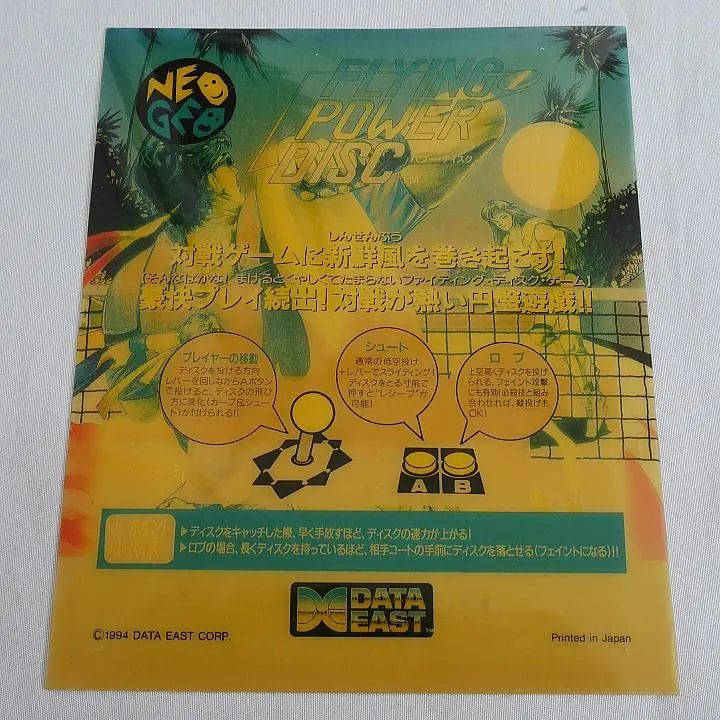 NEO
GEO
FLYING
POWER
DISC
パワー・ディスク
TM
しんせんぷう
対戦ゲームに新鮮風を巻き起こす!
(そんなばかな! まけるとくやしくてたまらないファイティング・ディスク・ゲーム)
豪快プレイ続出!対戦が熱い円盤遊戯!!
プレイヤーの移動
ディスクを投げる方向
レバーを回しながらAボタン
で投げると、ディスクの飛び
方に変化(カーブ&シュー
ト)が付けられる!!
シュート
通常の低空投げ
+レバーでスライディング!
ディスクをとる寸前で
押すと"レシーブ"が
可能!
ロブ
上空高くディスクを投げ
られる、フェイント攻撃
にも有効!必殺技と組み
合わせれば、縦投げも
OK!
A B
▶ディスクをキャッチした際、早く手放すほど、ディスクの速力が上がる!
▶ロブの場合、長くディスクを持っているほど、相手コートの手前にディスクを落とせる(フェイントになる)!!
DATA
EAST
TM
©1994 DATA EAST CORP.
Printed in Japan